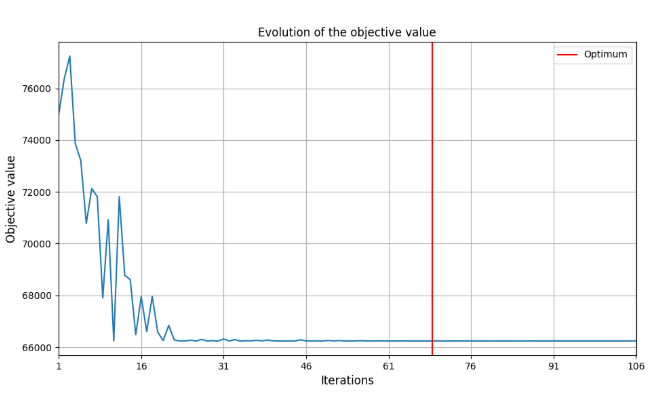 Evolution of the objective value
Optimum
76000
74000
72000
70000
68000
66000
Objective value
1 16 31 46 61 76 91 106
Iterations